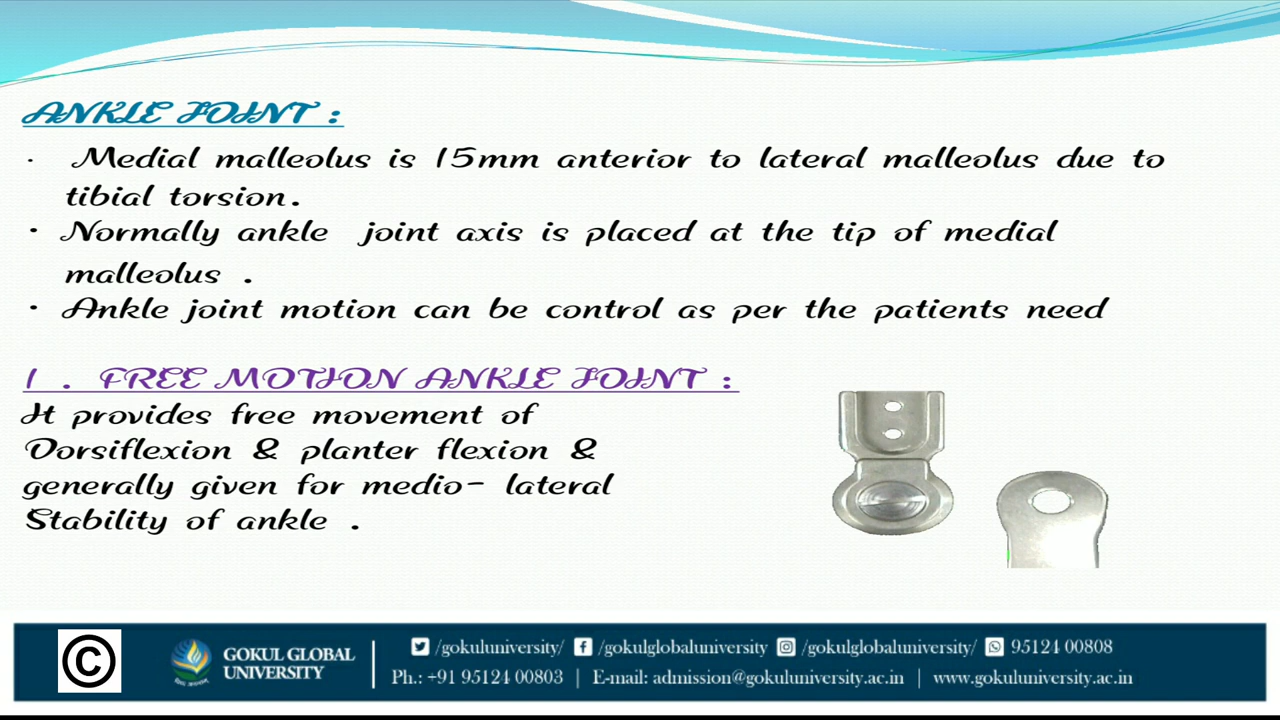 ANKLE JOINT :
· Medial malleolus is 15mm anterior to lateral malleolus due to
tibial torsion.
· Normally ankle joint axis is placed at the tip of medial
malleolus .
· Ankle joint motion can be control as per the patients need
1 . FREE MOTION ANKLE JOINT :
It provides free movement of
Dorsiflexion & planter flexion &
generally given for medio- lateral
Stability of ankle .
©
GOKUL GLOBAL
UNIVERSITY
/gokuluniversity/ /gokulglobaluniversity /gokulglobaluniversity/ 95124 00808
Ph.: +91 95124 00803 | E-mail: admission@gokuluniversity.ac.in | www.gokuluniversity.ac.in